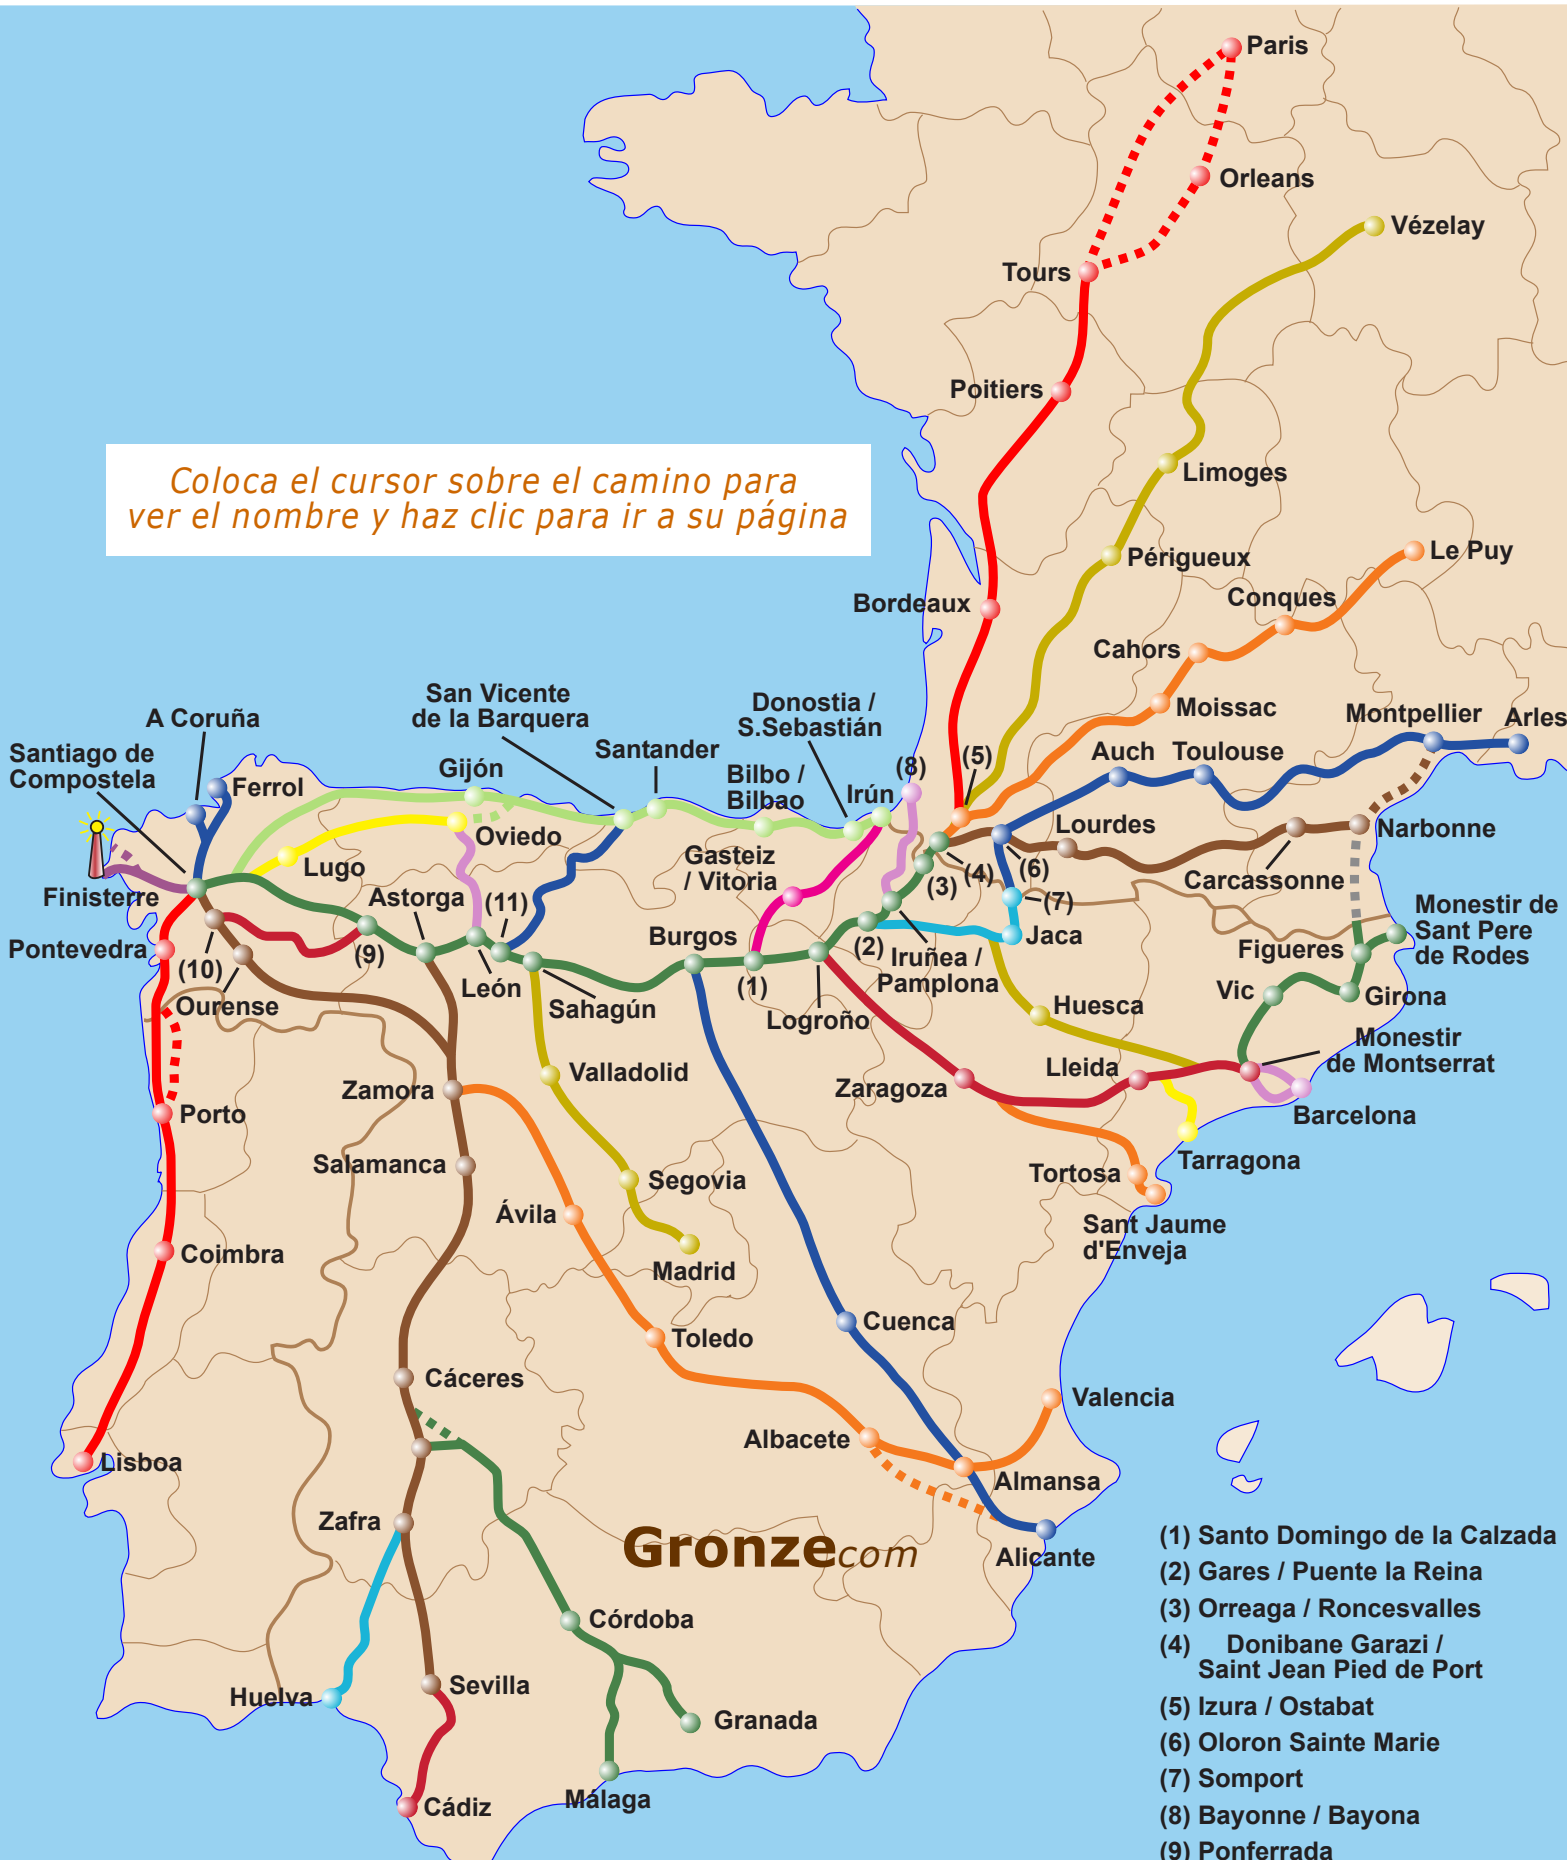 Paris
Orleans
Vézelay
Tours
Poitiers
Coloca el cursor sobre el camino para
ver el nombre y haz clic para ir a su página
Limoges
Périgueux
Le Puy
Conques
Bordeaux
Cahors
Moissac
Montpellier
Arles
San Vicente
de la Barquera
Donostia /
S.Sebastián
A Coruña
Santiago de
Compostela
Santander
Auch
Toulouse
(5)
(8)
Gijón
Bilbo /
Bilbao
Irún
Ferrol
Oviedo
Lourdes
Narbonne
Lugo
Gasteiz
/ Vitoria
(6)
(4)
(3)
Carcassonne
Finisterre
Astorga
(11)
(7)
Monestir de
Sant Pere
de Rodes
Pontevedra
(10)
(9)
Burgos
(2)
Jaca
Figueres
Iruñea /
Pamplona
León
(1)
Vic
Girona
Ourense
Sahagún
Logroño
Huesca
Monestir
de Montserrat
Valladolid
Lleida
Zamora
Zaragoza
Porto
Barcelona
Salamanca
Segovia
Tortosa
Tarragona
Ávila
Sant Jaume
d'Enveja
Coimbra
Madrid
Cuenca
Toledo
Cáceres
Valencia
Albacete
Lisboa
Almansa
Zafra
Gronze.com
Alicante
Córdoba
Sevilla
Huelva
Granada
Málaga
Cádiz
(1) Santo Domingo de la Calzada
(2) Gares / Puente la Reina
(3) Orreaga / Roncesvalles
(4) Donibane Garazi /
Saint Jean Pied de Port
(5) Izura / Ostabat
(6) Oloron Sainte Marie
(7) Somport
(8) Bayonne / Bayona
(9) Ponferrada